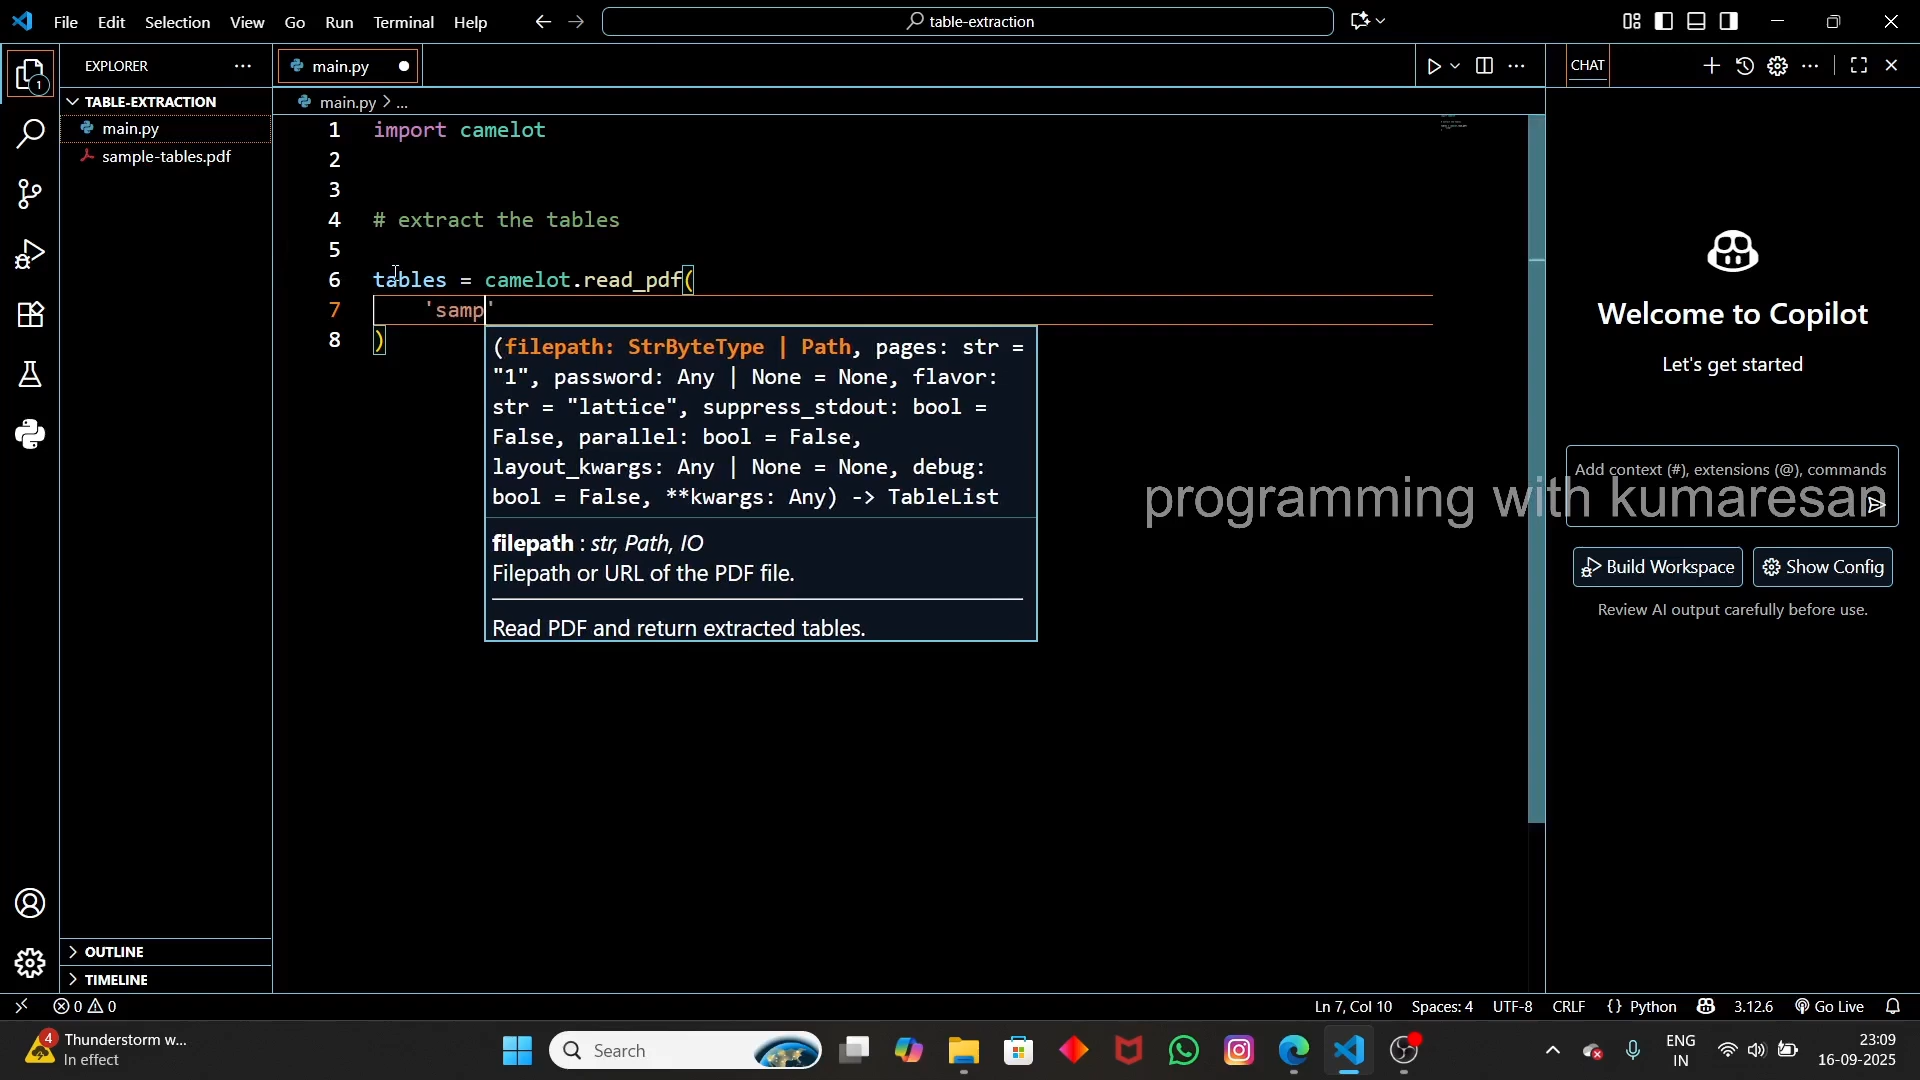 File Edit Selection View Go Run Terminal Help
table-extraction
EXPLORER
main.py
CHAT
1
TABLE-EXTRACTION
main.py
sample-tables.pdf
main.py > ...
1 import camelot
2
3
4 # extract the tables
5
6 tables = camelot.read_pdf(
7 'samp'
8 )
(filepath: StrByteType | Path, pages: str =
"1", password: Any | None = None, flavor:
str = "lattice", suppress_stdout: bool =
False, parallel: bool = False,
layout_kwargs: Any | None = None, debug:
bool = False, **kwargs: Any) -> TableList
filepath : str, Path, IO
Filepath or URL of the PDF file.
Read PDF and return extracted tables.
Welcome to Copilot
Let's get started
Add context (#), extensions (@), commands
programming with kumaresan
Build Workspace
Show Config
Review AI output carefully before use.
OUTLINE
TIMELINE
0 0
Ln 7, Col 10
Spaces: 4
UTF-8
CRLF
{} Python
3.12.6
Go Live
4
Thunderstorm w...
In effect
Search
ENG
IN
23:09
16-09-2025